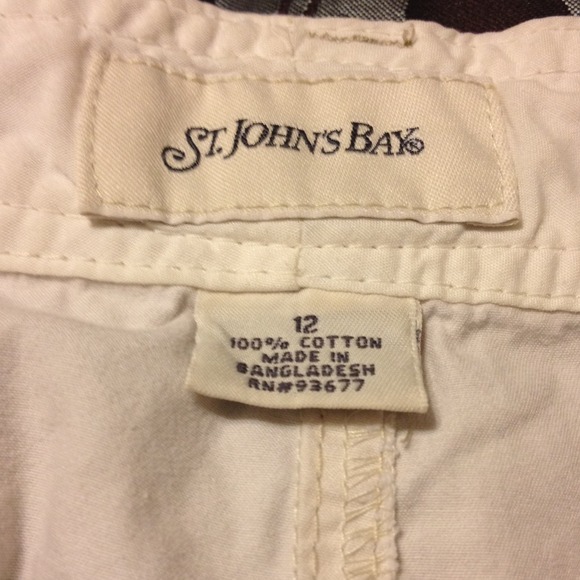 ST. JOHN'S BAY®
12
100% COTTON
MADE IN
BANGLADESH
RN#93677